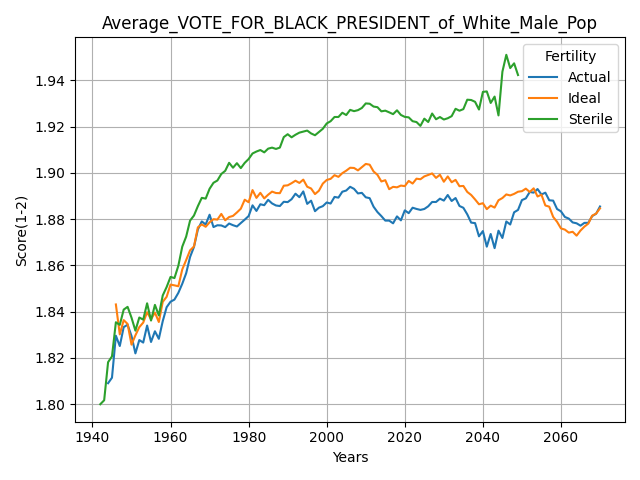 Average_VOTE_FOR_BLACK_PRESIDENT_of_White_Male_Pop
Fertility
Actual
Ideal
Sterile
Score(1-2)
1.94
1.92
1.90
1.88
1.86
1.84
1.82
1.80
1940 1960 1980 2000 2020 2040 2060
Years